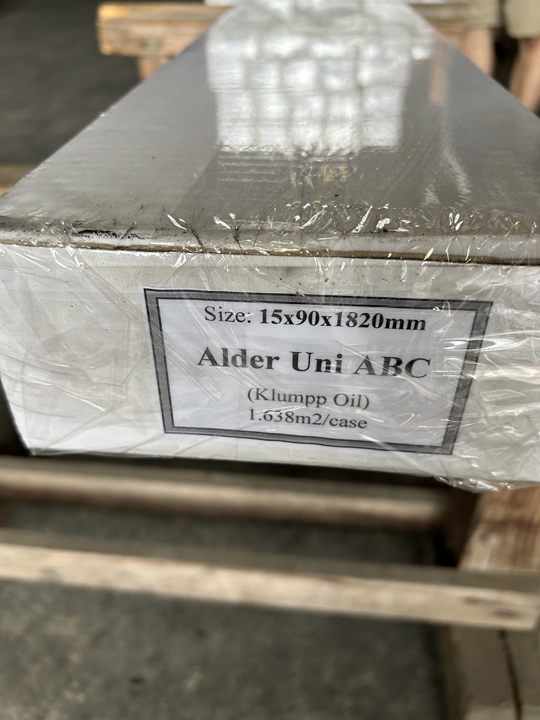 Size: 15x90x1820mm
Alder Uni ABC
(Klumpp Oil)
1.638m2/case